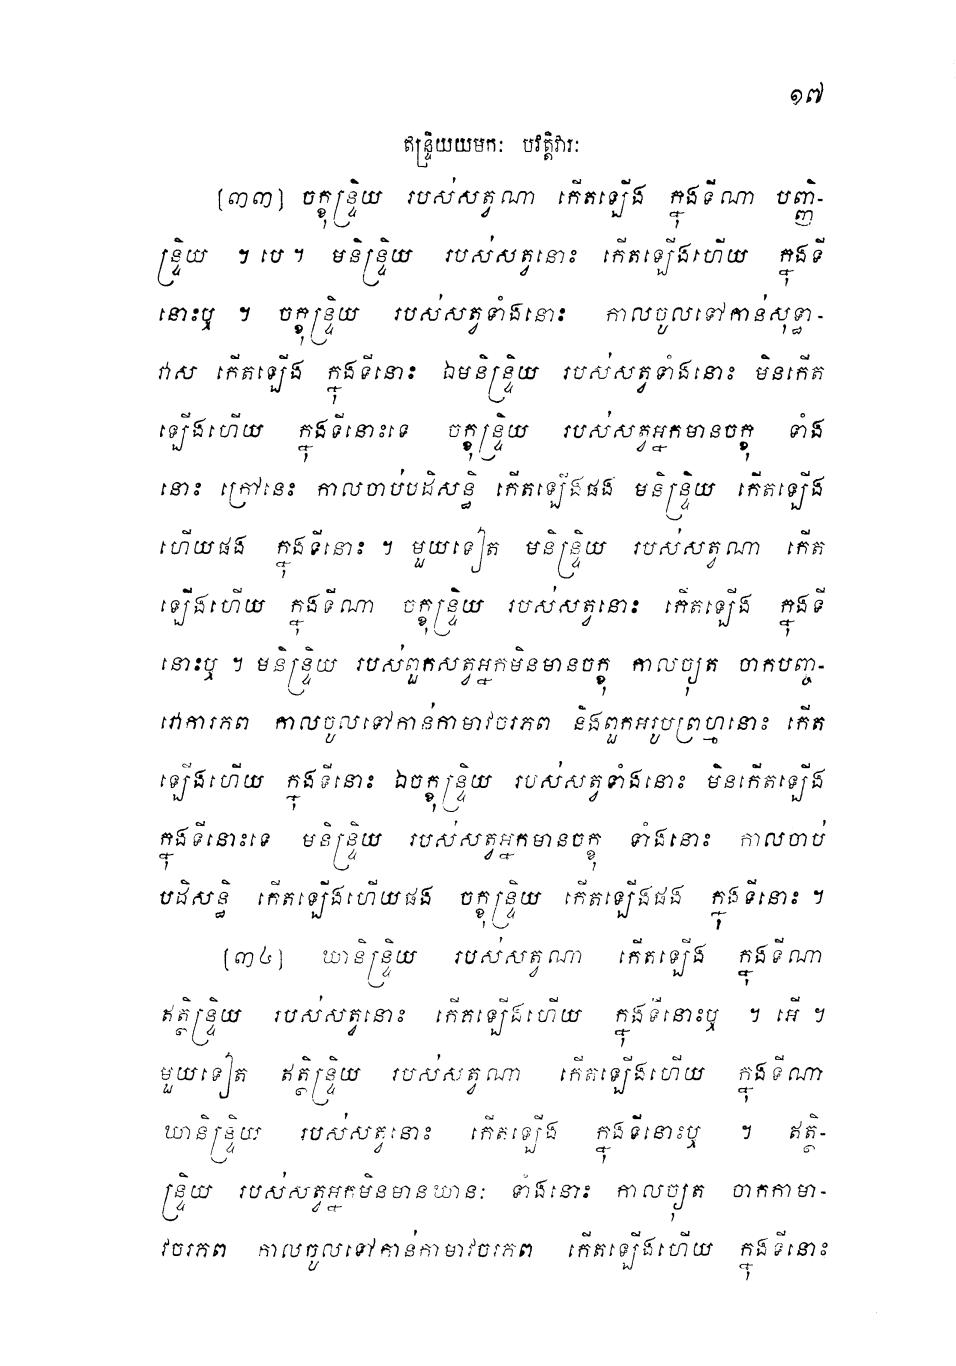 ១៧
ឥន្ទ្រិយយមកៈ បវត្តិវារៈ
(៣៣) ចក្ខុន្ទ្រិយ របស់សត្វណា កើតឡើង ក្នុងទីណា បញ្ញិ-
ន្ទ្រិយ ។ បេ ។ មនិន្ទ្រិយ របស់សត្វនោះ កើតឡើងហើយ ក្នុងទី
នោះឬ ។ ចក្ខុន្ទ្រិយ របស់សត្វទាំងនោះ កាលចូលទៅកាន់សុទ្ធា-
វាស កើតឡើង ក្នុងទីនោះ ឯមនិន្ទ្រិយ របស់សត្វទាំងនោះ មិនកើត
ឡើងហើយ ក្នុងទីនោះទេ ចក្ខុន្ទ្រិយ របស់សត្វអ្នកមានចក្ខុ ទាំង
នោះ ក្រៅនេះ កាលចាប់បដិសន្ធិ កើតឡើងផង មនិន្ទ្រិយ កើតឡើង
ហើយផង ក្នុងទីនោះ ។ មួយទៀត មនិន្ទ្រិយ របស់សត្វណា កើត
ឡើងហើយ ក្នុងទីណា ចក្ខុន្ទ្រិយ របស់សត្វនោះ កើតឡើង ក្នុងទី
នោះឬ ។ មនិន្ទ្រិយ របស់ពួកសត្វអ្នកមិនមានចក្ខុ កាលច្យុត ចាកបញ្ច-
វោការភព កាលចូលទៅកាន់កាមាវចរភព និងពួកអរូបព្រហ្មនោះ កើត
ឡើងហើយ ក្នុងទីនោះ ឯចក្ខុន្ទ្រិយ របស់សត្វទាំងនោះ មិនកើតឡើង
ក្នុងទីនោះទេ មនិន្ទ្រិយ របស់សត្វអ្នកមានចក្ខុ ទាំងនោះ កាលចាប់
បដិសន្ធិ កើតឡើងហើយផង ចក្ខុន្ទ្រិយ កើតឡើងផង ក្នុងទីនោះ ។
(៣៤) ឃានិន្ទ្រិយ របស់សត្វណា កើតឡើង ក្នុងទីណា
ឥត្ថិន្ទ្រិយ របស់សត្វនោះ កើតឡើងហើយ ក្នុងទីនោះឬ ។ អើ ។
មួយទៀត ឥត្ថិន្ទ្រិយ របស់សត្វណា កើតឡើងហើយ ក្នុងទីណា
ឃានិន្ទ្រិយ របស់សត្វនោះ កើតឡើង ក្នុងទីនោះឬ ។ ឥត្ថិ-
ន្ទ្រិយ របស់សត្វអ្នកមិនមានឃានៈ ទាំងនោះ កាលច្យុត ចាកកាមា-
វចរភព កាលចូលទៅកាន់កាមាវចរភព កើតឡើងហើយ ក្នុងទីនោះ